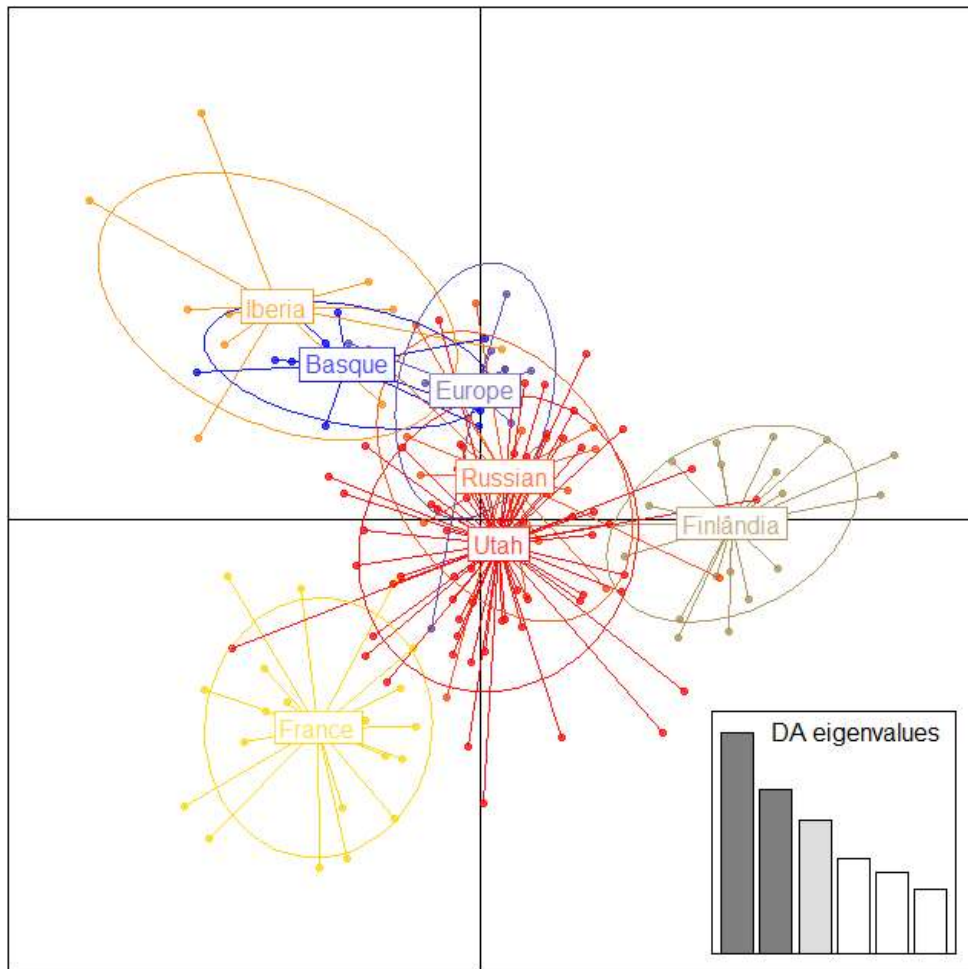 Iberia
Basque
Europe
Russian
Finlândia
Utah
France
DA eigenvalues